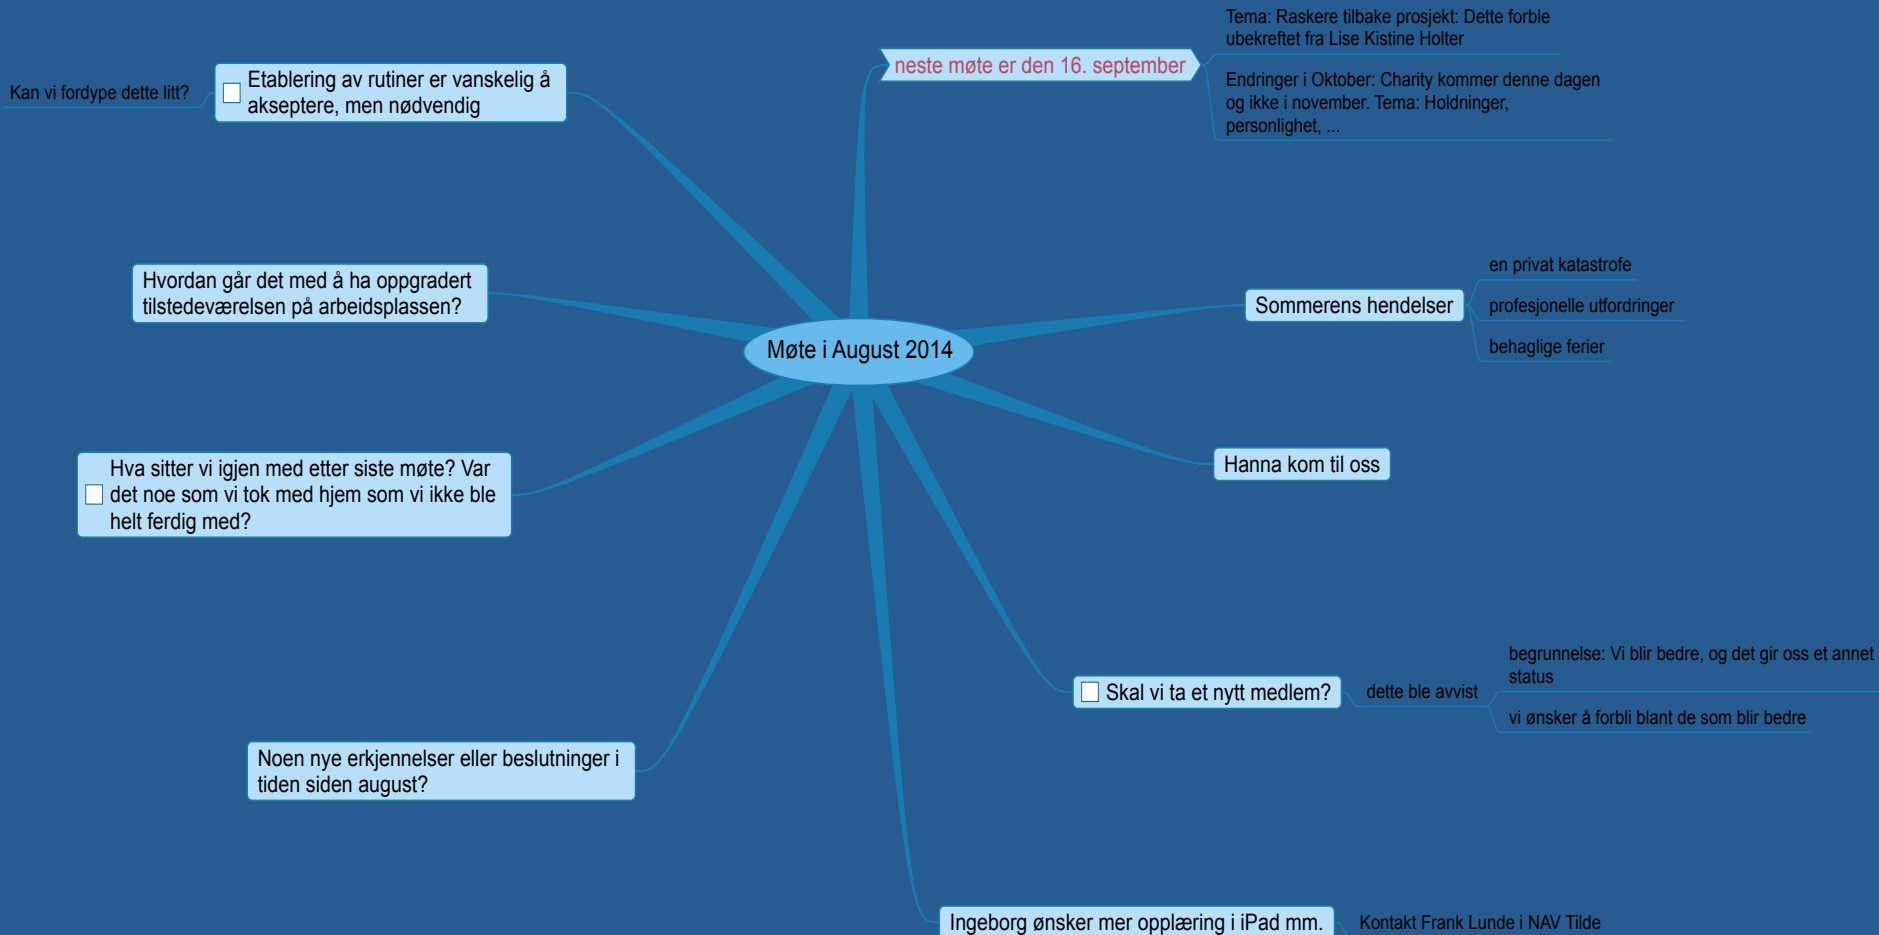 Møte i August 2014
neste møte er den 16. september
Tema: Raskere tilbake prosjekt: Dette forble
ubekreftet fra Lise Kistine Holter
Endringer i Oktober: Charity kommer denne dagen
og ikke i november. Tema: Holdninger,
personlighet, ...
Sommerens hendelser
en privat katastrofe
profesjonelle utfordringer
behaglige ferier
Hanna kom til oss
Skal vi ta et nytt medlem?
dette ble avvist
begrunnelse: Vi blir bedre, og det gir oss et annet
status
vi ønsker å forbli blant de som blir bedre
Ingeborg ønsker mer opplæring i iPad mm.
Kontakt Frank Lunde i NAV Tilde
Noen nye erkjennelser eller beslutninger i
tiden siden august?
Hva sitter vi igjen med etter siste møte? Var
det noe som vi tok med hjem som vi ikke ble
helt ferdig med?
Hvordan går det med å ha oppgradert
tilstedeværelsen på arbeidsplassen?
Etablering av rutiner er vanskelig å
akseptere, men nødvendig
Kan vi fordype dette litt?